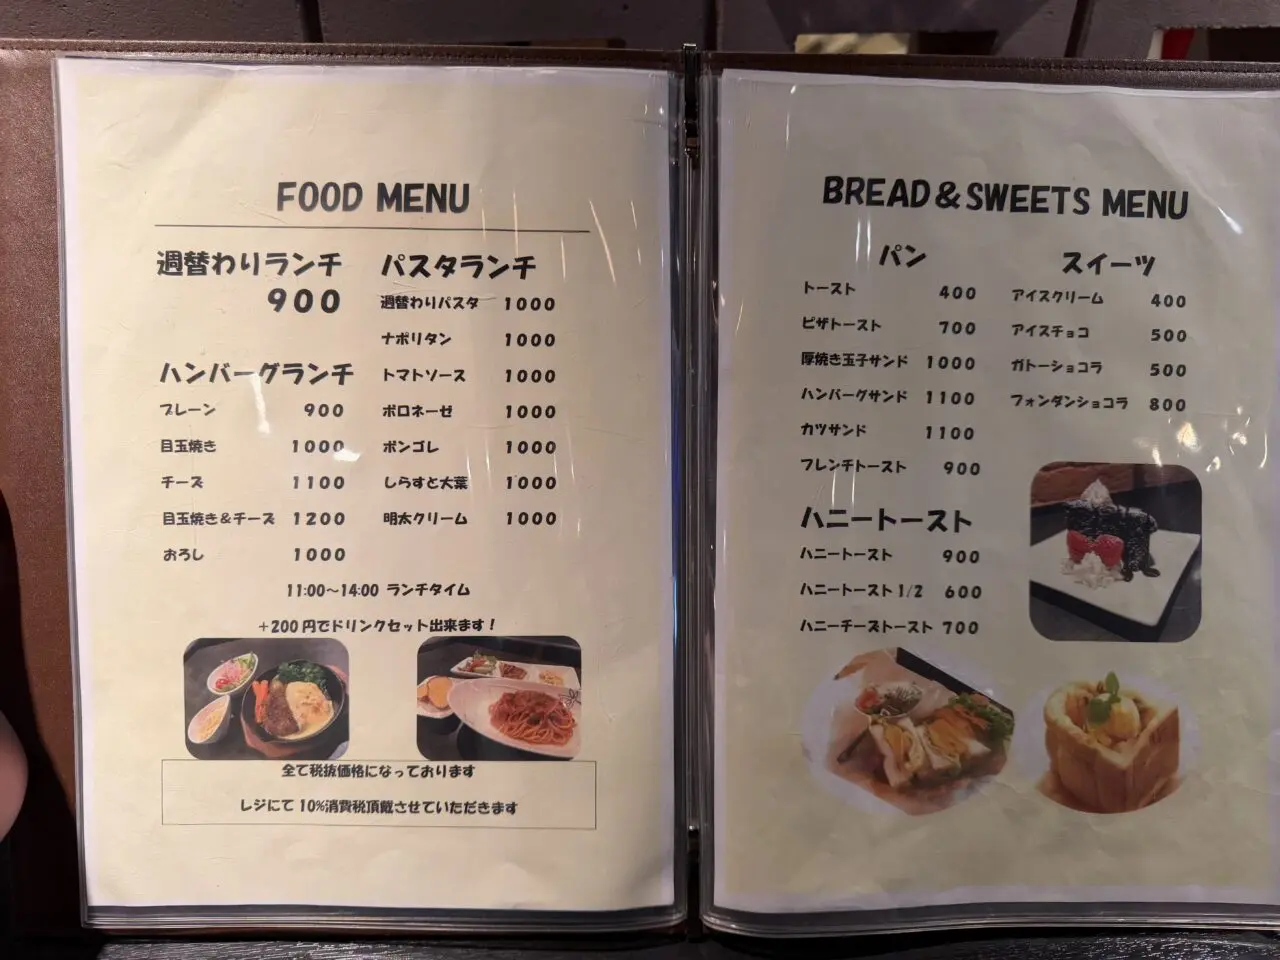 FOOD MENU
週替わりランチ
900
ハンバーグランチ
プレーン 900
目玉焼き 1000
チーズ 1100
目玉焼き&チーズ 1200
おろし 1000
パスタランチ
週替わりパスタ 1000
ナポリタン 1000
トマトソース 1000
ボロネーゼ 1000
ボンゴレ 1000
しらすと大葉 1000
明太クリーム 1000
11:00～14:00 ランチタイム
+200円でドリンクセット出来ます!
全て税抜価格になっております
レジにて10%消費税頂戴させていただきます
BREAD&SWEETS MENU
パン
トースト 400
ピザトースト 700
厚焼き玉子サンド 1000
ハンバーグサンド 1100
カツサンド 1100
フレンチトースト 900
ハニートースト
ハニートースト 900
ハニートースト1/2 600
ハニーチーズトースト 700
スイーツ
アイスクリーム 400
アイスチョコ 500
ガトーショコラ 500
フォンダンショコラ 800